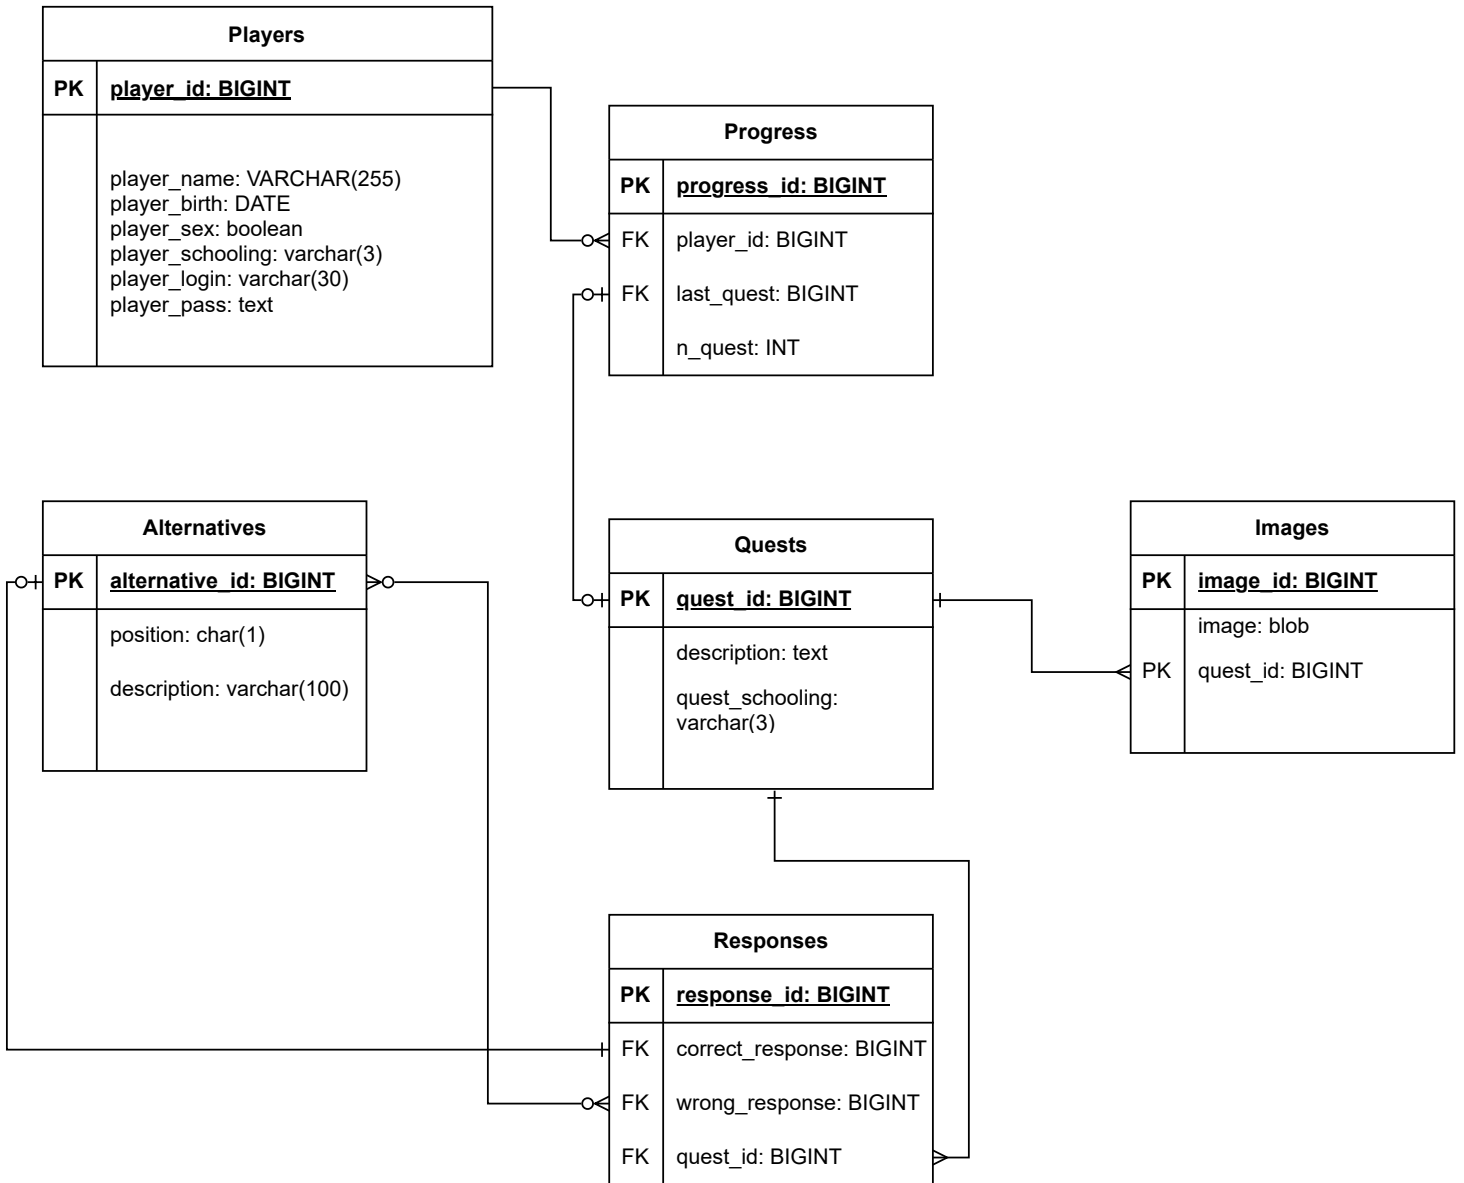 Players
PK player_id: BIGINT
player_name: VARCHAR(255)
player_birth: DATE
player_sex: boolean
player_schooling: varchar(3)
player_login: varchar(30)
player_pass: text
Progress
PK progress_id: BIGINT
FK player_id: BIGINT
FK last_quest: BIGINT
n_quest: INT
Alternatives
PK alternative_id: BIGINT
position: char(1)
description: varchar(100)
Quests
PK quest_id: BIGINT
description: text
quest_schooling:
varchar(3)
Images
PK image_id: BIGINT
image: blob
PK quest_id: BIGINT
Responses
PK response_id: BIGINT
FK correct_response: BIGINT
FK wrong_response: BIGINT
FK quest_id: BIGINT